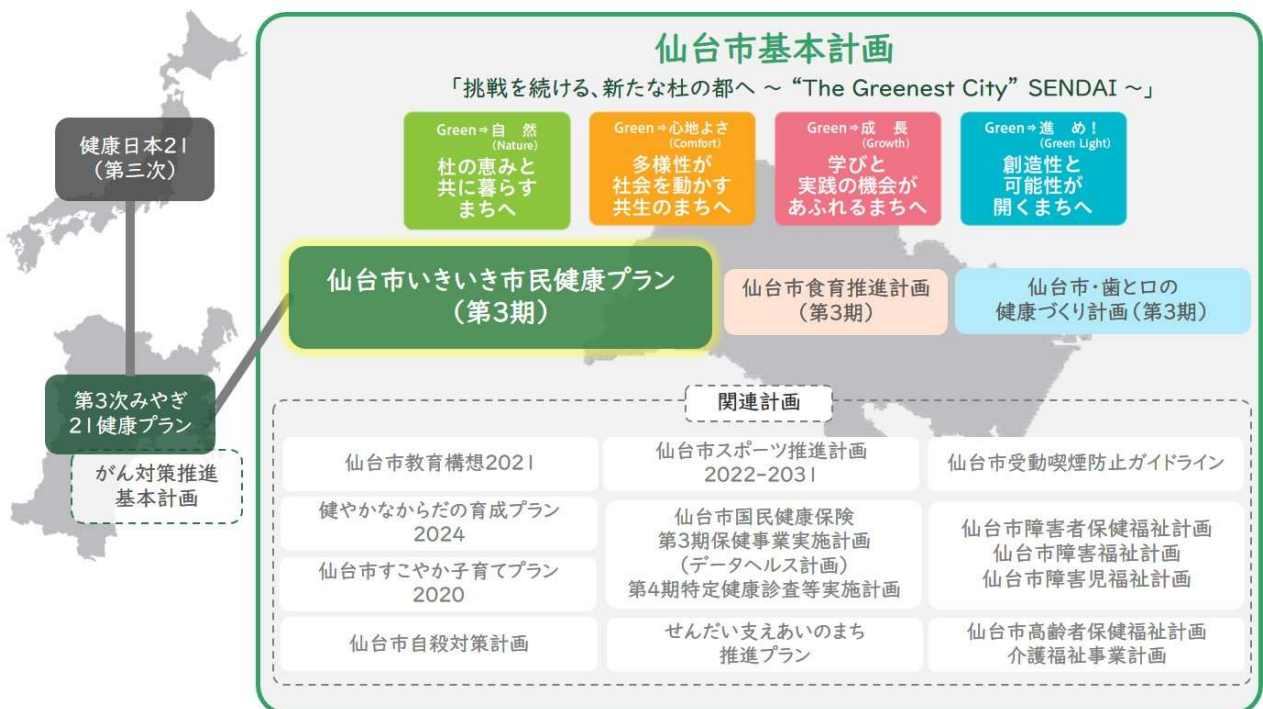 仙台市基本計画
「挑戦を続ける、新たな杜の都へ ～ “The Greenest City” SENDAI ～」
Green⇒自 然
(Nature)
杜の恵みと
共に暮らす
まちへ
Green⇒心地よさ
(Comfort)
多様性が
社会を動かす
共生のまちへ
Green⇒成 長
(Growth)
学びと
実践の機会が
あふれるまちへ
Green⇒進 め！
(Green Light)
創造性と
可能性が
開くまちへ
健康日本21
(第三次)
仙台市いきいき市民健康プラン
(第3期)
仙台市食育推進計画
(第3期)
仙台市・歯と口の
健康づくり計画(第3期)
第3次みやぎ
21健康プラン
がん対策推進
基本計画
関連計画
仙台市教育構想2021
仙台市スポーツ推進計画
2022-2031
仙台市受動喫煙防止ガイドライン
健やかなからだの育成プラン
2024
仙台市すこやか子育てプラン
2020
仙台市国民健康保険
第3期保健事業実施計画
(データヘルス計画)
第4期特定健康診査等実施計画
仙台市障害者保健福祉計画
仙台市障害福祉計画
仙台市障害児福祉計画
仙台市自殺対策計画
せんだい支えあいのまち
推進プラン
仙台市高齢者保健福祉計画
介護福祉事業計画